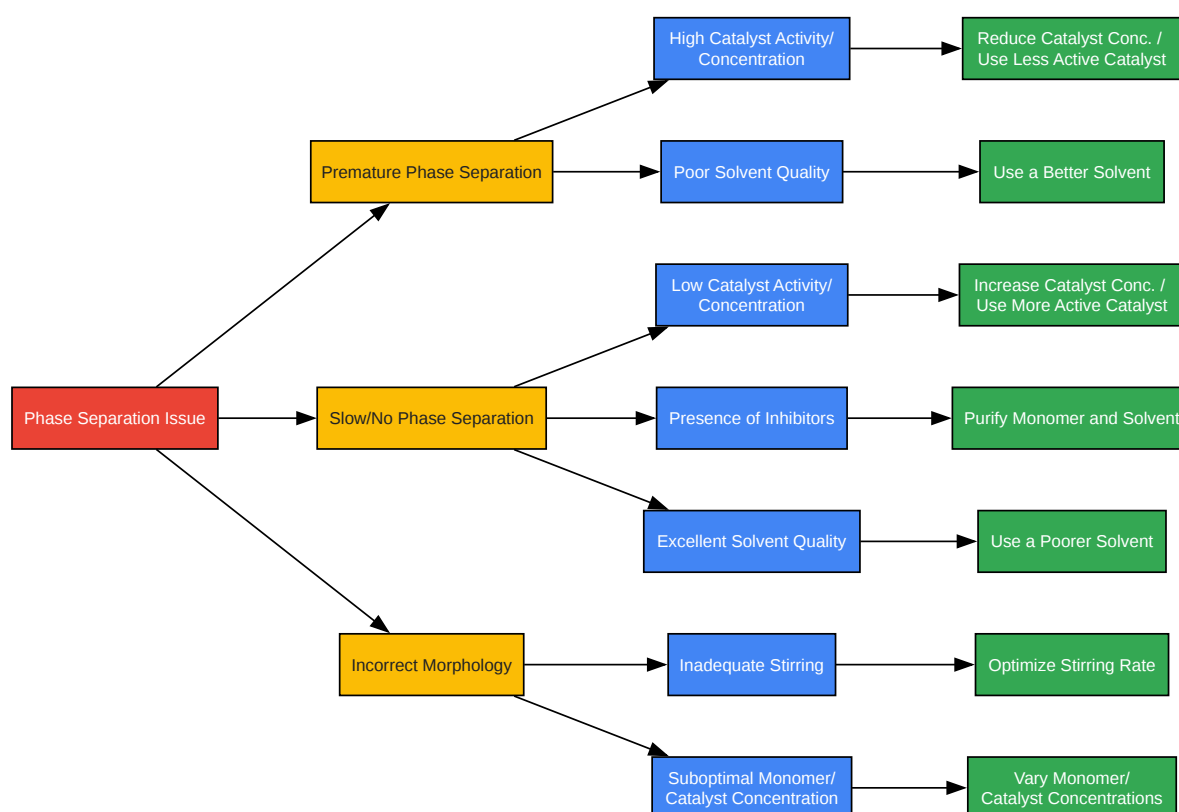 High Catalyst Activity/
Concentration
Reduce Catalyst Conc. /
Use Less Active Catalyst
Premature Phase Separation
Poor Solvent Quality
Use a Better Solvent
Low Catalyst Activity/
Concentration
Increase Catalyst Conc. /
Use More Active Catalyst
Phase Separation Issue
Slow/No Phase Separation
Presence of Inhibitors
Purify Monomer and Solvent
Excellent Solvent Quality
Use a Poorer Solvent
Incorrect Morphology
Inadequate Stirring
Optimize Stirring Rate
Suboptimal Monomer/
Catalyst Concentration
Vary Monomer/
Catalyst Concentrations